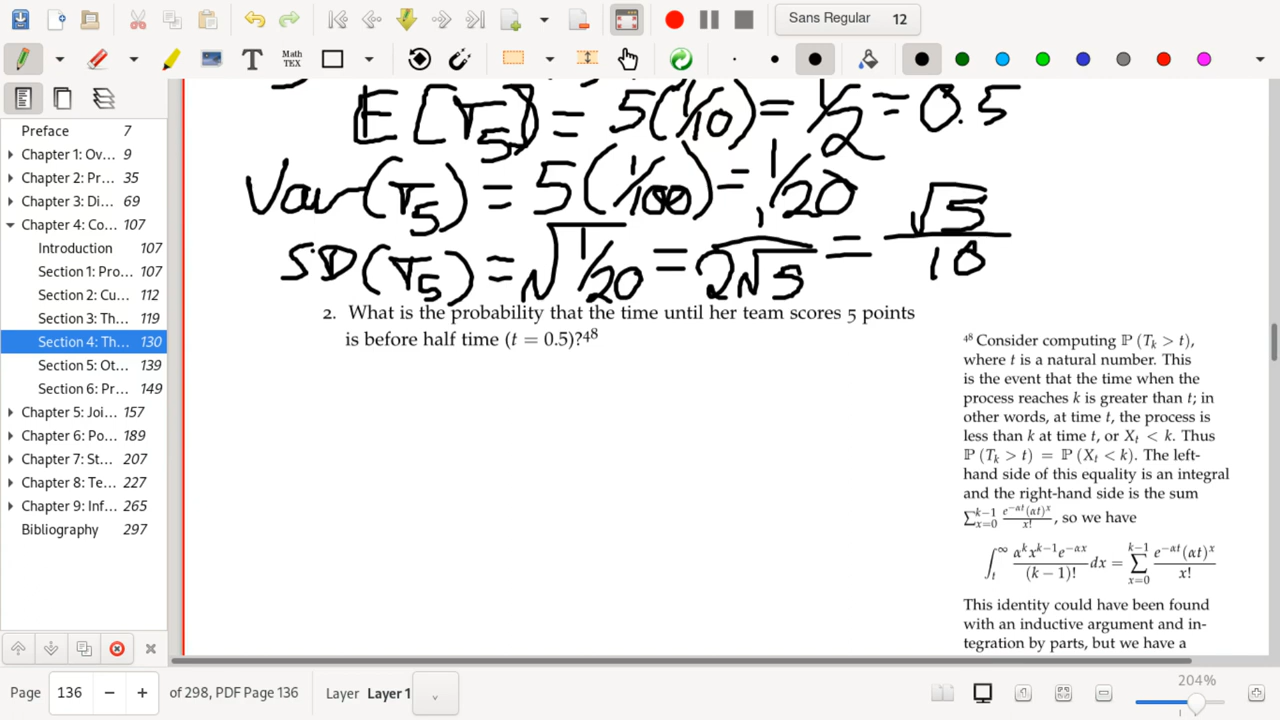 Sans Regular 12
T Math TEX
Preface 7
Chapter 1: Ov... 9
Chapter 2: Pr... 35
Chapter 3: Di... 69
Chapter 4: Co... 107
Introduction 107
Section 1: Pro... 107
Section 2: Cu... 112
Section 3: Th... 119
Section 4: Th... 130
Section 5: Ot... 139
Section 6: Pr... 149
Chapter 5: Joi... 157
Chapter 6: Po... 189
Chapter 7: St... 207
Chapter 8: Te... 227
Chapter 9: Inf... 265
Bibliography 297
E[T₅] = 5(1/10) = 1/2 = 0.5
Var(T₅) = 5(1/100) = 1/20
SD(T₅) = √1/20 = 1/2√5 = √5/10
2. What is the probability that the time until her team scores 5 points
is before half time (t = 0.5)?⁴⁸
⁴⁸ Consider computing ℙ (Tₖ > t),
where t is a natural number. This
is the event that the time when the
process reaches k is greater than t; in
other words, at time t, the process is
less than k at time t, or Xₜ < k. Thus
ℙ (Tₖ > t) = ℙ (Xₜ < k). The left-
hand side of this equality is an integral
and the right-hand side is the sum
∑_{x=0}^{k−1} e^{−αt}(αt)^x / x!, so we have
∫_t^∞ α^k x^{k−1} e^{−αx} / (k − 1)! dx = ∑_{x=0}^{k−1} e^{−αt}(αt)^x / x!
This identity could have been found
with an inductive argument and in-
tegration by parts, but we have a
Page 136 − + of 298, PDF Page 136 Layer Layer 1 204%